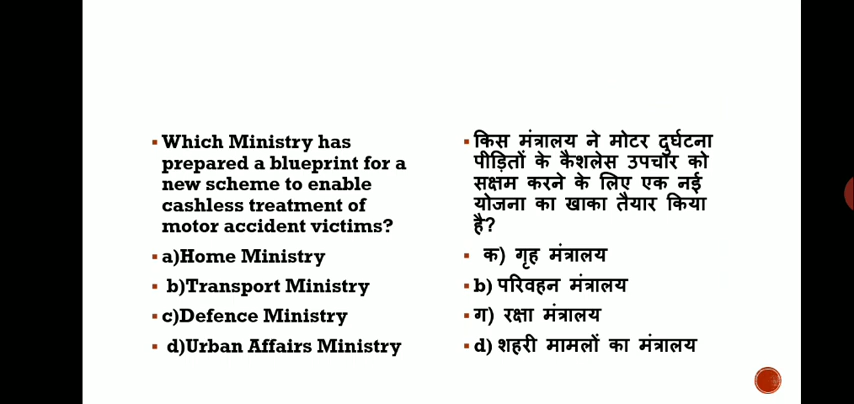 Which Ministry has
prepared a blueprint for a
new scheme to enable
cashless treatment of
motor accident victims?
a)Home Ministry
b)Transport Ministry
c)Defence Ministry
d)Urban Affairs Ministry
किस मंत्रालय ने मोटर दुर्घटना
पीड़ितों के कैशलेस उपचार को
सक्षम करने के लिए एक नई
योजना का खाका तैयार किया
है?
क) गृह मंत्रालय
b) परिवहन मंत्रालय
ग) रक्षा मंत्रालय
d) शहरी मामलों का मंत्रालय